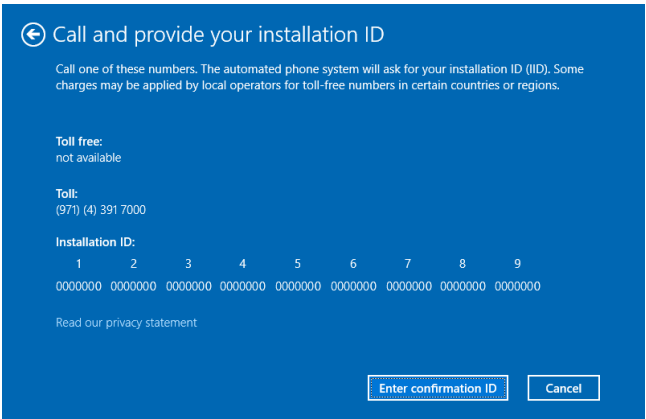 Call and provide your installation ID
Call one of these numbers. The automated phone system will ask for your installation ID (IID). Some
charges may be applied by local operators for toll-free numbers in certain countries or regions.
Toll free:
not available
Toll:
(971) (4) 391 7000
Installation ID:
1 2 3 4 5 6 7 8 9
0000000 0000000 0000000 0000000 0000000 0000000 0000000 0000000 0000000
Read our privacy statement
Enter confirmation ID Cancel